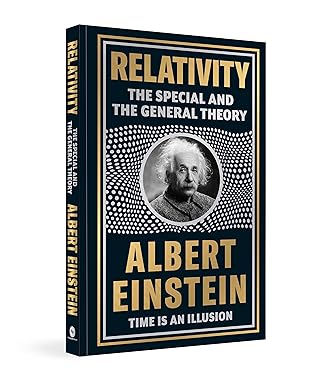 RELATIVITY
THE SPECIAL AND
THE GENERAL THEORY
ALBERT
EINSTEIN
TIME IS AN ILLUSION
RELATIVITY
THE SPECIAL AND
THE GENERAL THEORY
ALBERT EINSTEIN